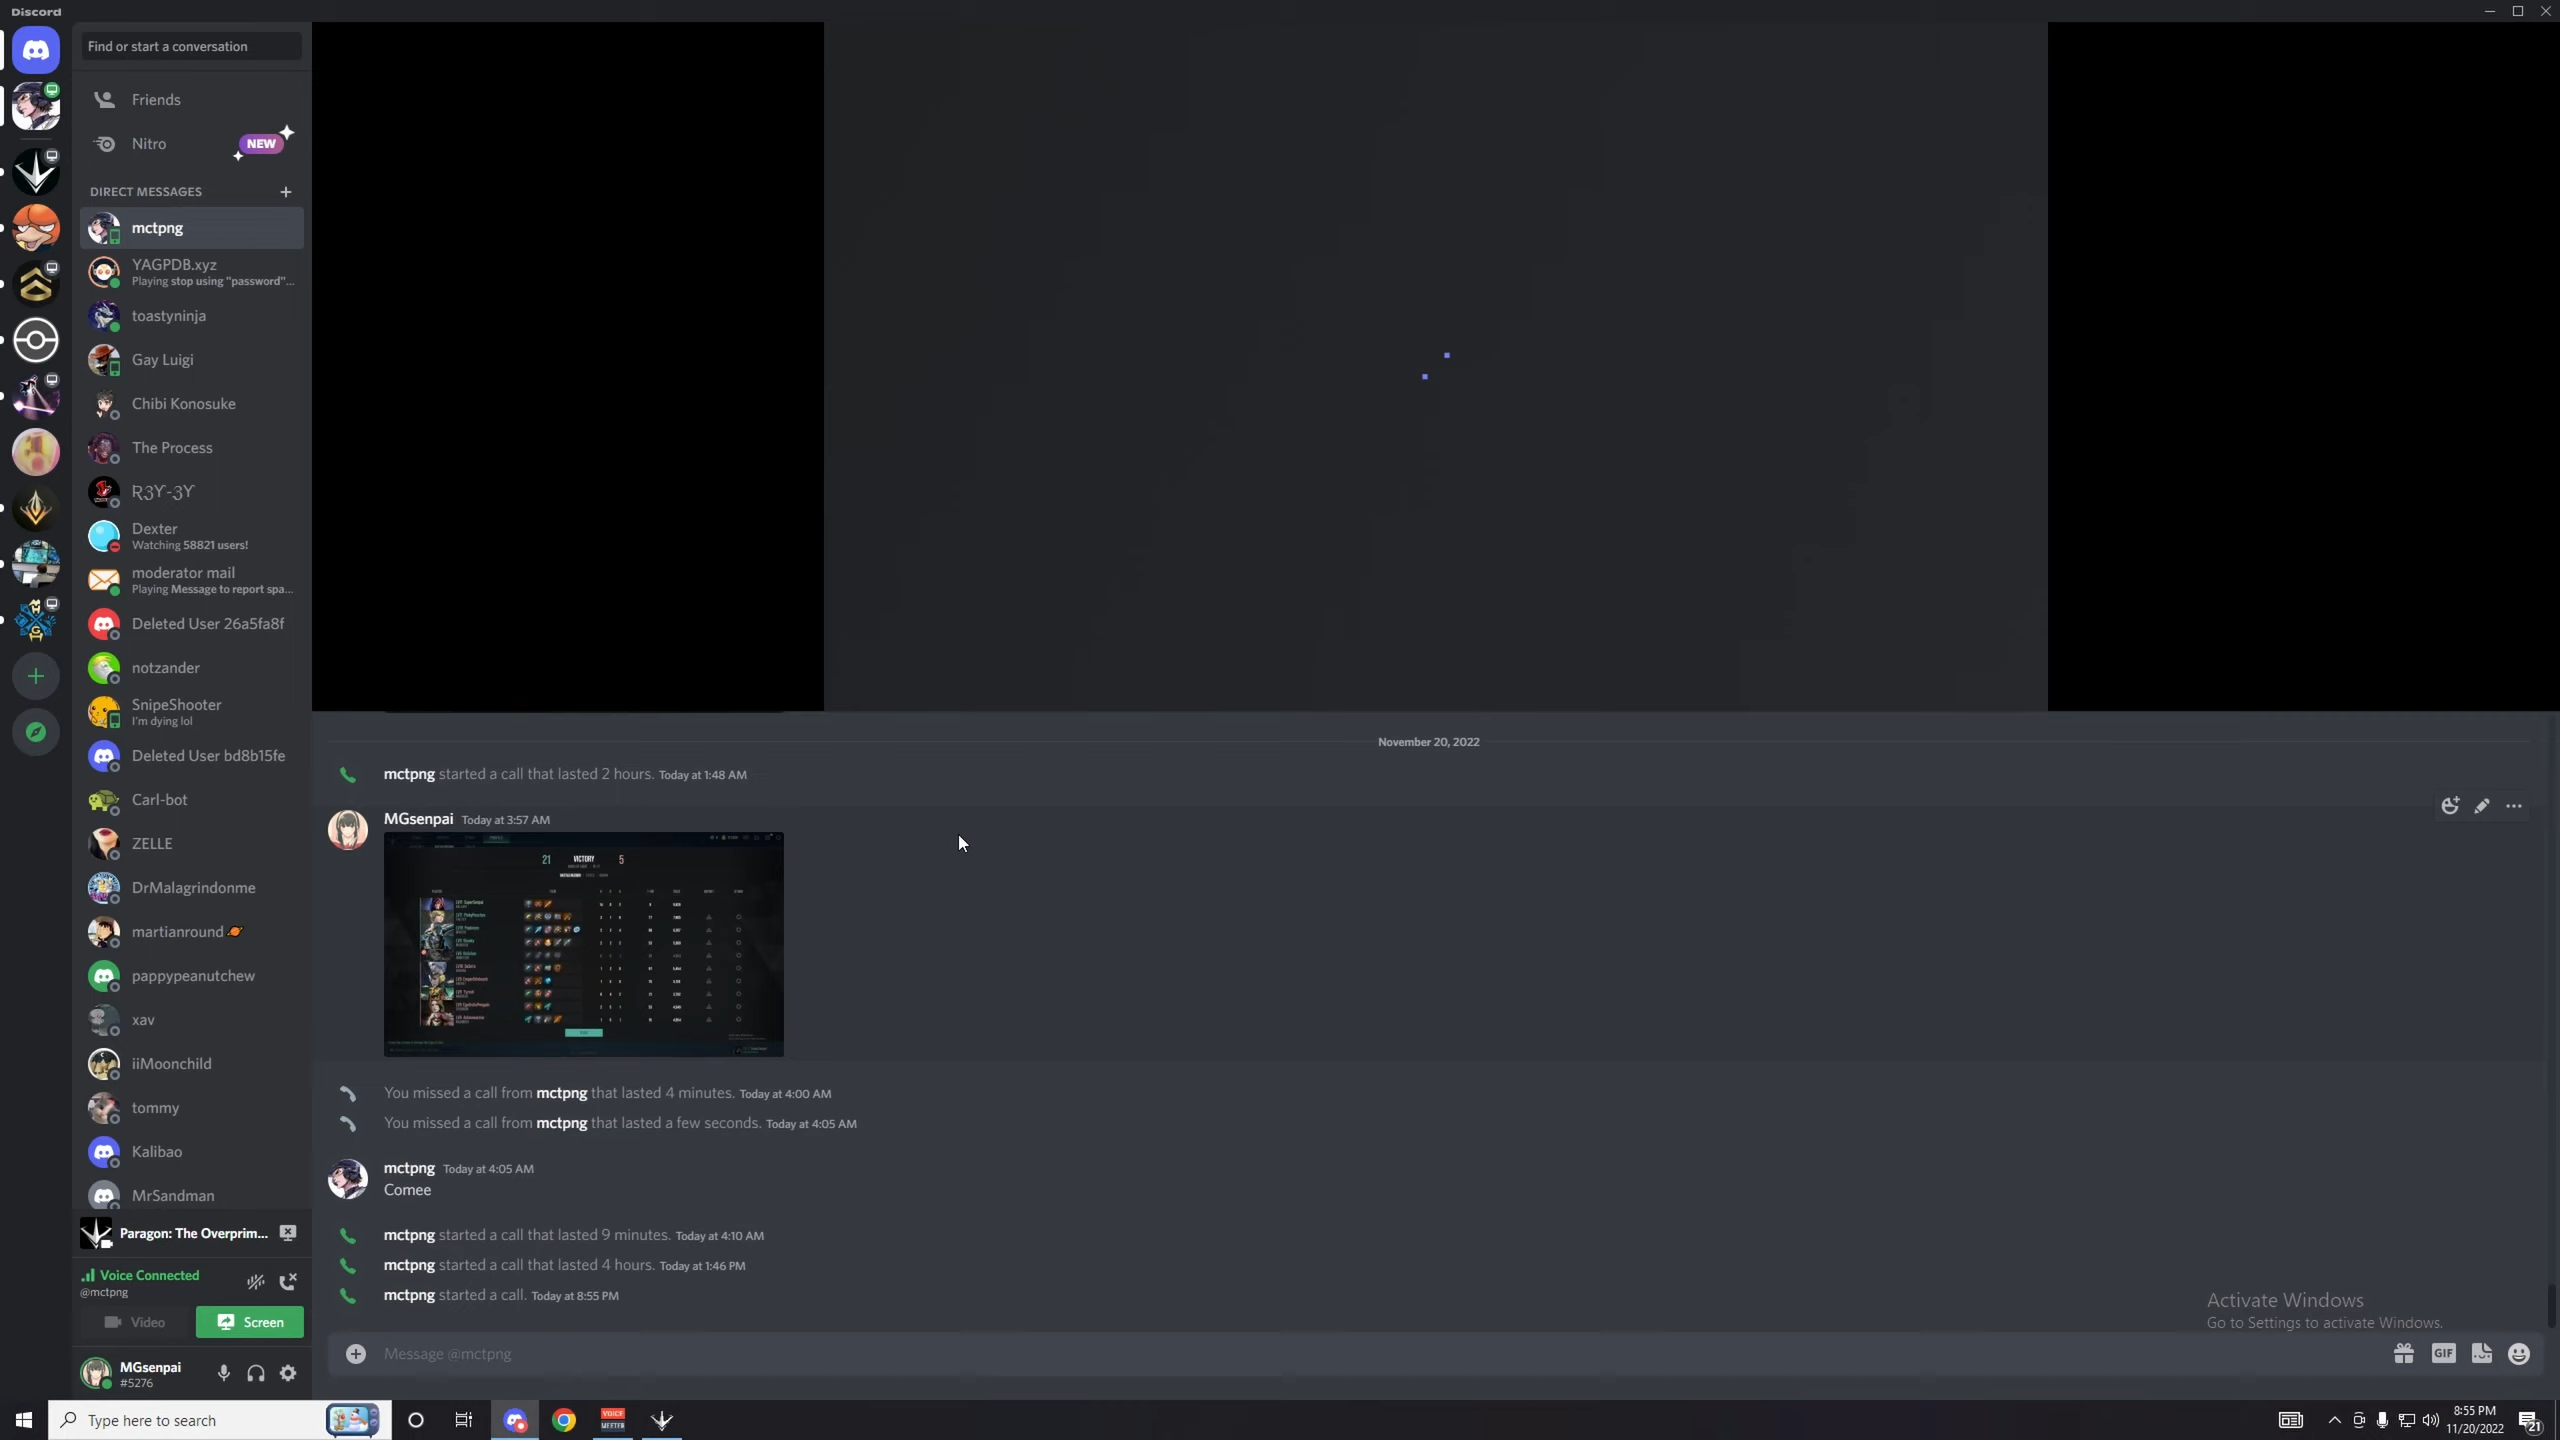 Discord
Find or start a conversation
Friends
Nitro
NEW
DIRECT MESSAGES
mctpng
YAGPDB.xyz
Playing stop using "password"...
toastyninja
Gay Luigi
Chibi Konosuke
The Process
Dexter
Watching 58821 users!
moderator mail
Playing Message to report spa...
Deleted User 26a5fa8f
notzander
SnipeShooter
I'm dying lol
Deleted User bd8b15fe
Carl-bot
ZELLE
DrMalagrindonme
martianround
pappypeanutchew
xav
iiMoonchild
tommy
Kalibao
MrSandman
Paragon: The Overprim...
Voice Connected
@mctpng
Video
Screen
MGsenpai
#5276
November 20, 2022
mctpng started a call that lasted 2 hours. Today at 1:48 AM
MGsenpai Today at 3:57 AM
21 VICTORY 5
You missed a call from mctpng that lasted 4 minutes. Today at 4:00 AM
You missed a call from mctpng that lasted a few seconds. Today at 4:05 AM
mctpng Today at 4:05 AM
Comee
mctpng started a call that lasted 9 minutes. Today at 4:10 AM
mctpng started a call that lasted 4 hours. Today at 1:46 PM
mctpng started a call. Today at 8:55 PM
Activate Windows
Go to Settings to activate Windows.
Message @mctpng
GIF
Type here to search
VOICE
MEETER
8:55 PM
11/20/2022
21